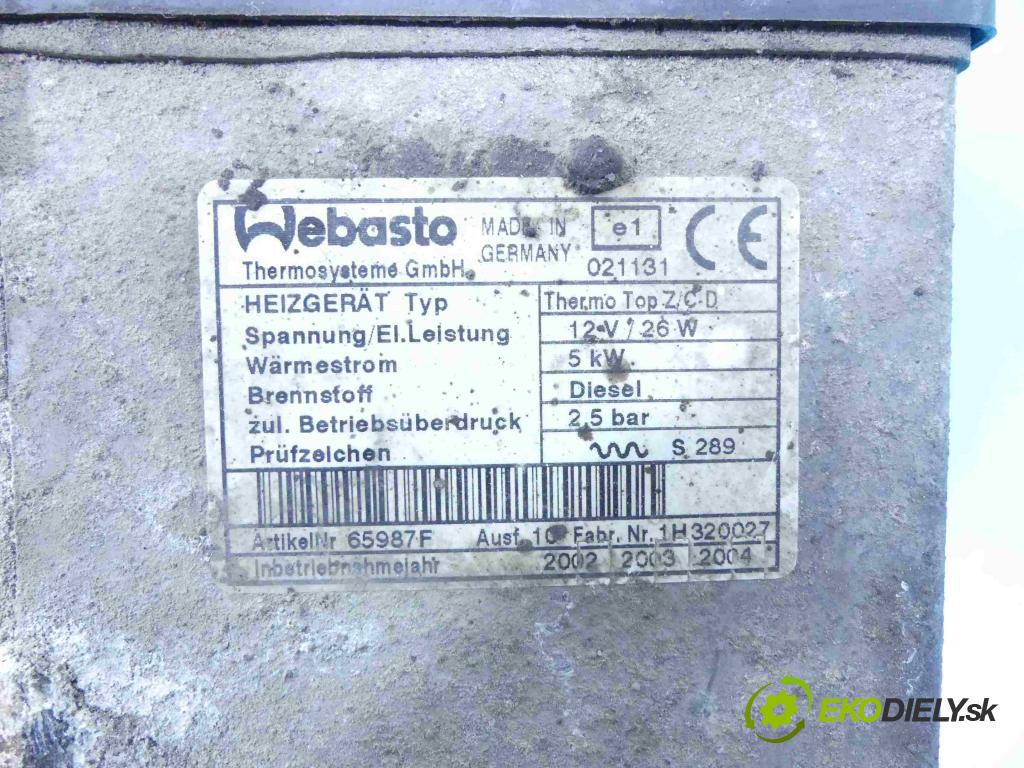 Webasto MADE IN GERMANY e1
Thermosysteme GmbH 021131 CE
HEIZGERÄT Typ Thermo Top Z/C-D
Spannung/El.Leistung 12 V / 26 W
Wärmestrom 5 kW
Brennstoff Diesel
zul. Betriebsüberdruck 2,5 bar
Prüfzeichen S 289
ArtikelNr 65987F Ausf. Fabr. Nr. 1H320027
Inbetriebnahmejahr 2002 2003 2004
EKODIELY.sk